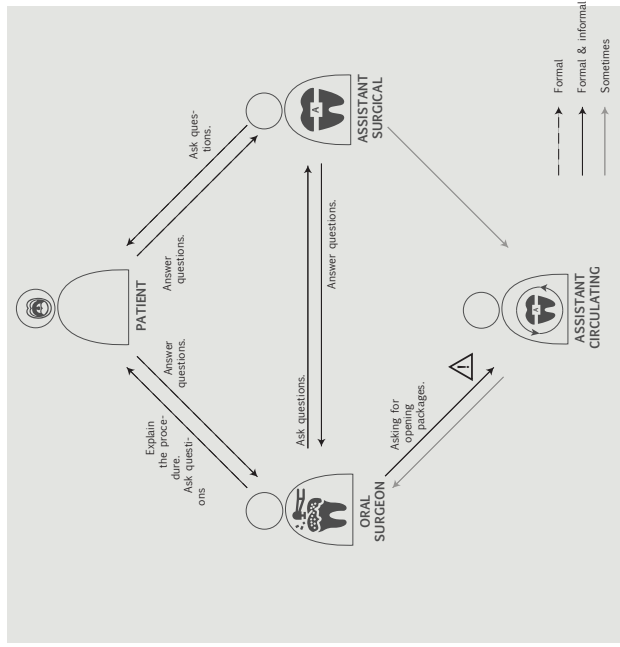 PATIENT
Explain
the proce-
dure.
Ask questi-
ons
Answer
questions.
Ask ques-
tions.
Answer
questions.
ORAL
SURGEON
Ask questions.
Answer questions.
ASSISTANT
SURGICAL
A
Asking for
opening
packages.
!
ASSISTANT
CIRCULATING
A
Formal
Formal & informal
Sometimes